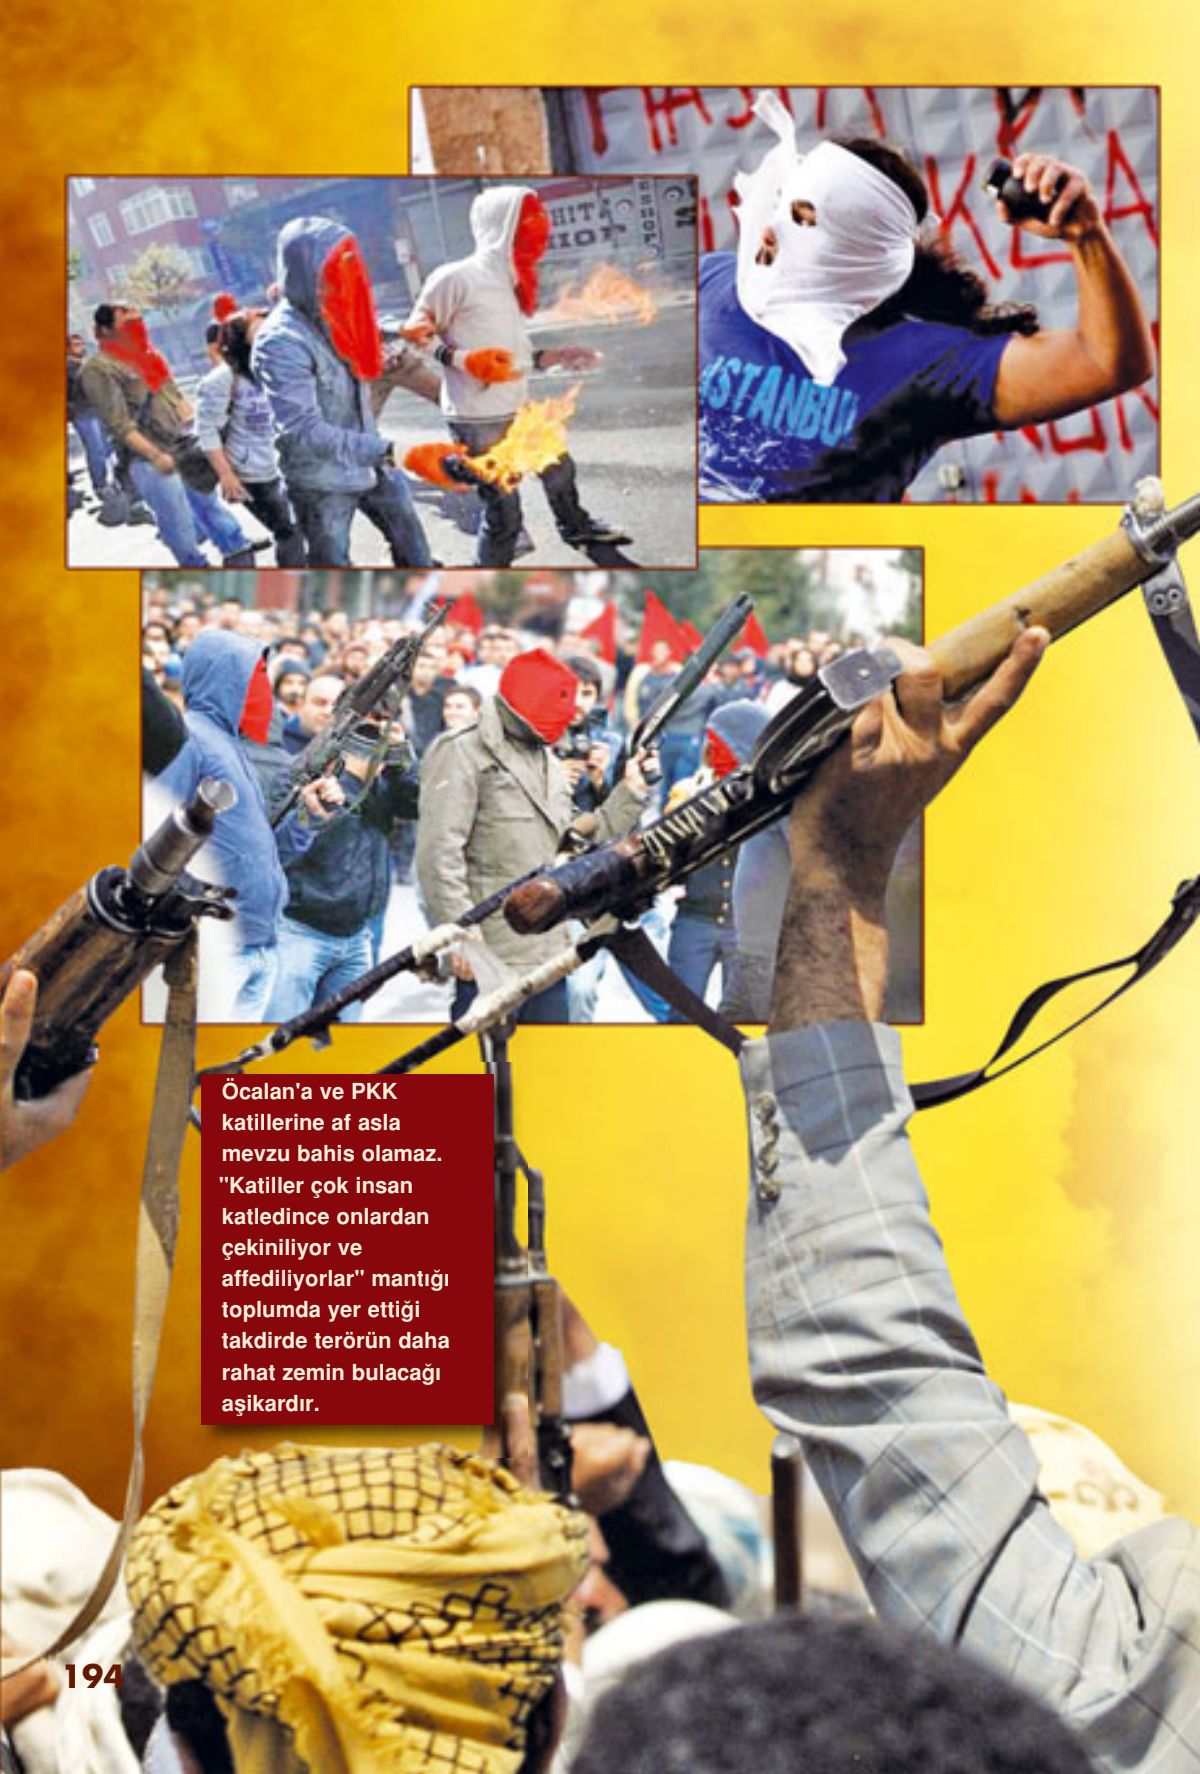 ISTANBUL
Öcalan'a ve PKK
katillerine af asla
mevzu bahis olamaz.
"Katiller çok insan
katledince onlardan
çekiniliyor ve
affediliyorlar" mantığı
toplumda yer ettiği
takdirde terörün daha
rahat zemin bulacağı
aşikardır.
194